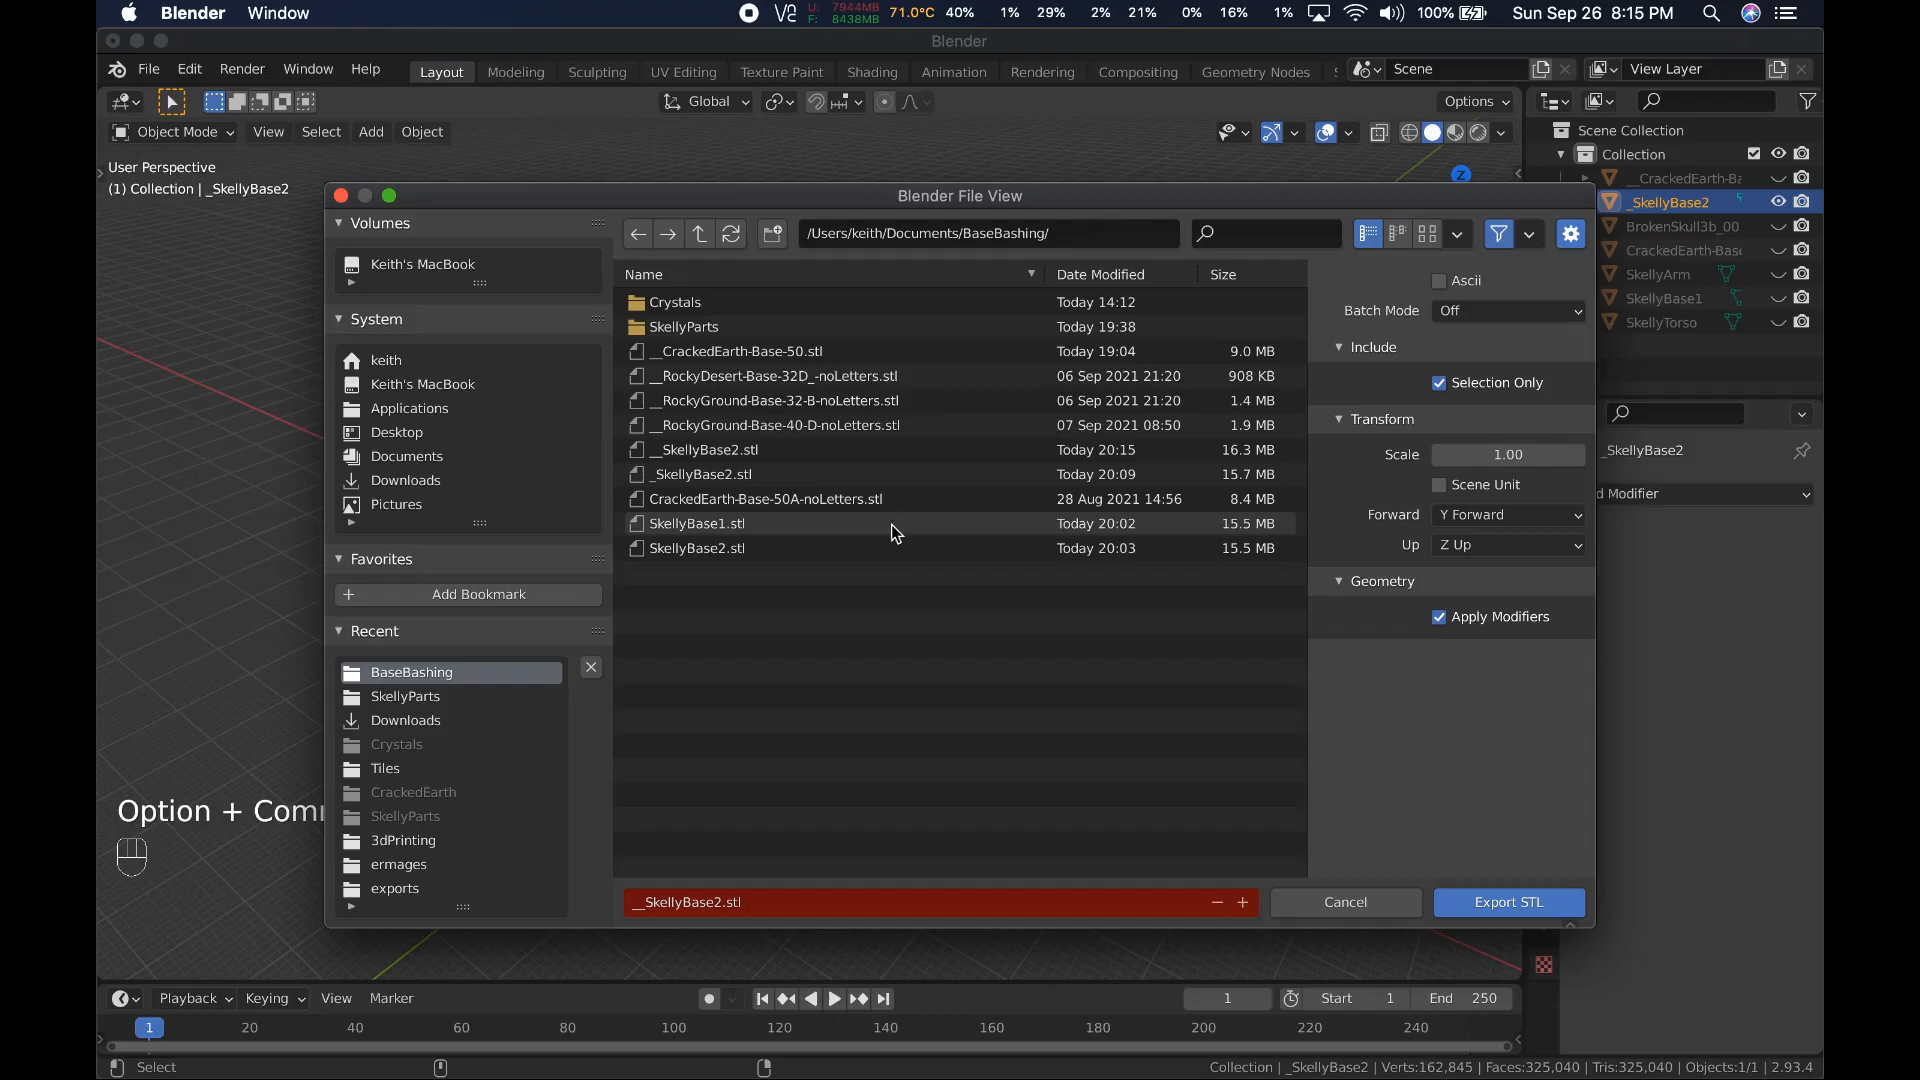 Blender Window U: 7944MB F: 8438MB 71.0°C 40% 1% 29% 2% 21% 0% 16% 1% 100% Sun Sep 26 8:15 PM
Blender
File Edit Render Window Help Layout Modeling Sculpting UV Editing Texture Paint Shading Animation Rendering Compositing Geometry Nodes Scene View Layer
Global Options
Object Mode View Select Add Object
User Perspective
(1) Collection | _SkellyBase2
Z
Scene Collection
Collection
__CrackedEarth-Ba
_SkellyBase2
BrokenSkull3b_00
CrackedEarth-Base
SkellyArm
SkellyBase1
SkellyTorso
_SkellyBase2
d Modifier
Blender File View
Volumes
Keith's MacBook
System
keith
Keith's MacBook
Applications
Desktop
Documents
Downloads
Pictures
Favorites
Add Bookmark
Recent
BaseBashing
SkellyParts
Downloads
Crystals
Tiles
CrackedEarth
SkellyParts
3dPrinting
ermages
exports
/Users/keith/Documents/BaseBashing/
Name Date Modified Size
Crystals Today 14:12
SkellyParts Today 19:38
__CrackedEarth-Base-50.stl Today 19:04 9.0 MB
__RockyDesert-Base-32D_-noLetters.stl 06 Sep 2021 21:20 908 KB
__RockyGround-Base-32-B-noLetters.stl 06 Sep 2021 21:20 1.4 MB
__RockyGround-Base-40-D-noLetters.stl 07 Sep 2021 08:50 1.9 MB
__SkellyBase2.stl Today 20:15 16.3 MB
_SkellyBase2.stl Today 20:09 15.7 MB
CrackedEarth-Base-50A-noLetters.stl 28 Aug 2021 14:56 8.4 MB
SkellyBase1.stl Today 20:02 15.5 MB
SkellyBase2.stl Today 20:03 15.5 MB
Ascii
Batch Mode Off
Include
Selection Only
Transform
Scale 1.00
Scene Unit
Forward Y Forward
Up Z Up
Geometry
Apply Modifiers
__SkellyBase2.stl Cancel Export STL
Option + Comm
Playback Keying View Marker 1 Start 1 End 250
1 20 40 60 80 100 120 140 160 180 200 220 240
Select Collection | _SkellyBase2 | Verts:162,845 | Faces:325,040 | Tris:325,040 | Objects:1/1 | 2.93.4